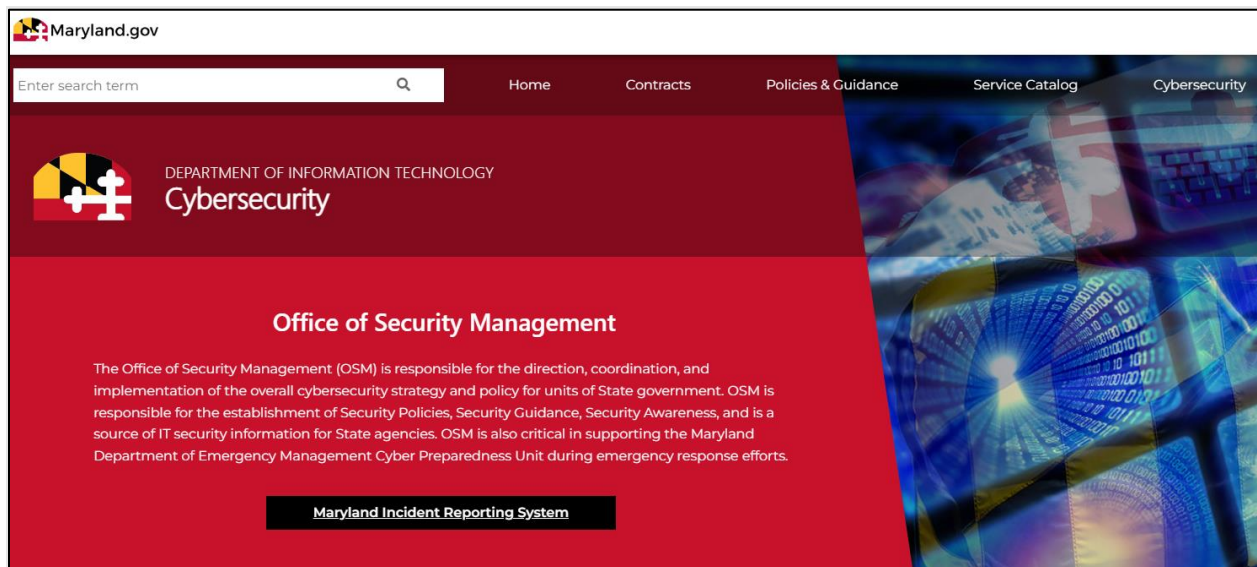 Maryland.gov
Enter search term
Home Contracts Policies & Guidance Service Catalog Cybersecurity
DEPARTMENT OF INFORMATION TECHNOLOGY
Cybersecurity
Office of Security Management
The Office of Security Management (OSM) is responsible for the direction, coordination, and
implementation of the overall cybersecurity strategy and policy for units of State government. OSM is
responsible for the establishment of Security Policies, Security Guidance, Security Awareness, and is a
source of IT security information for State agencies. OSM is also critical in supporting the Maryland
Department of Emergency Management Cyber Preparedness Unit during emergency response efforts.
Maryland Incident Reporting System